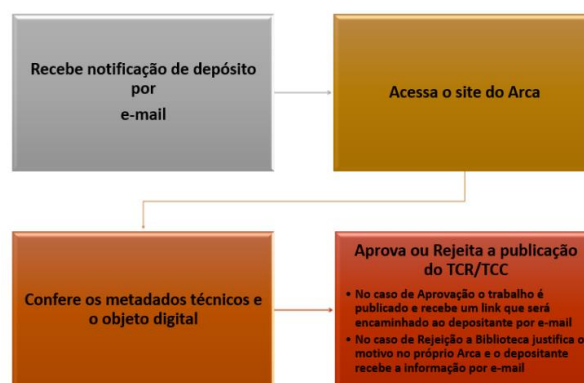 Recebe notificação de depósito
por
e-mail
Acessa o site do Arca
Confere os metadados técnicos e
o objeto digital
Aprova ou Rejeita a publicação
do TCR/TCC
• No caso de Aprovação o trabalho é
publicado e recebe um link que será
encaminhado ao depositante por e-mail
• No caso de Rejeição a Biblioteca justifica o
motivo no próprio Arca e o depositante
recebe a informação por e-mail